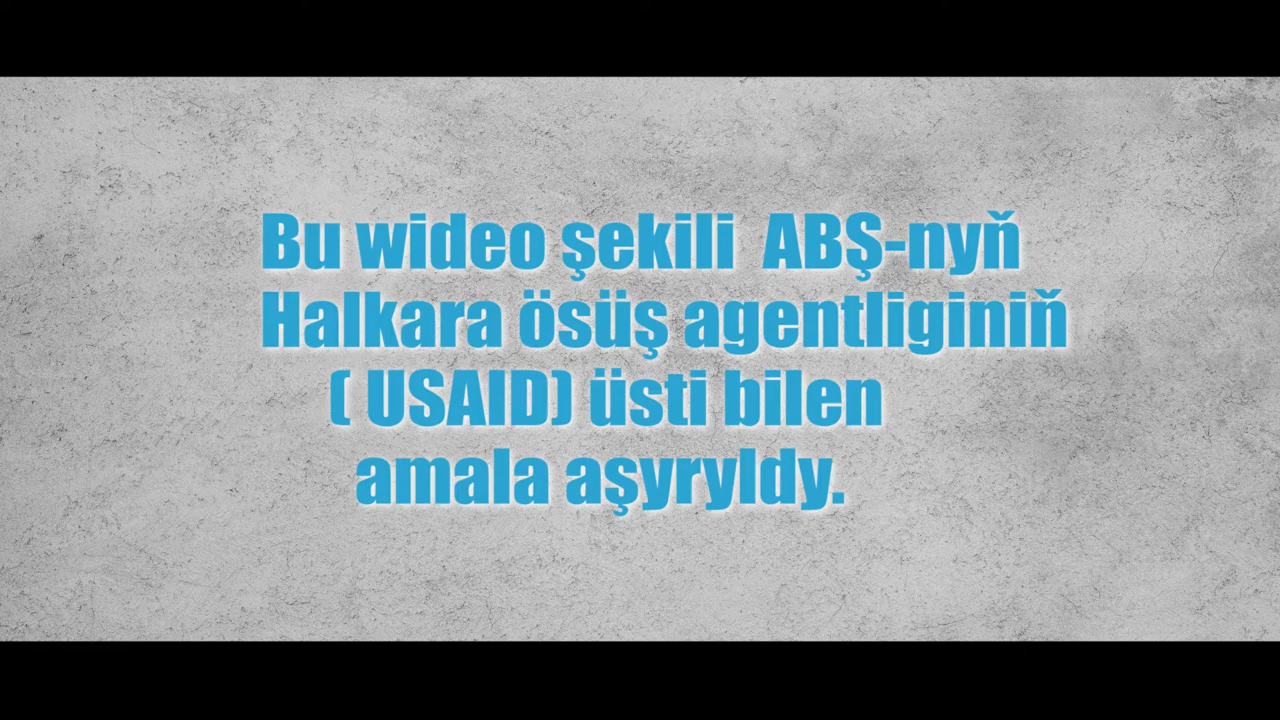 Bu wideo şekili ABŞ-nyň
Halkara ösüş agentliginiň
( USAID) üsti bilen
amala aşyryldy.